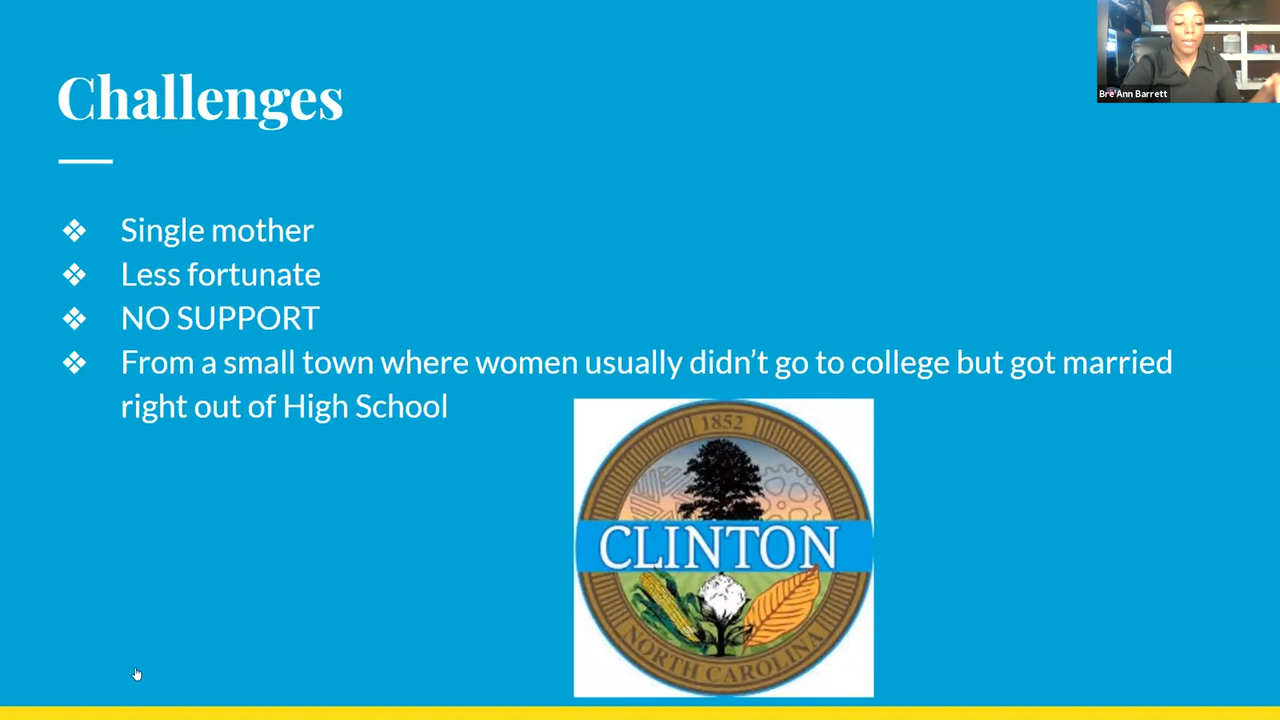 Challenges
Bre'Ann Barrett
❖ Single mother
❖ Less fortunate
❖ NO SUPPORT
❖ From a small town where women usually didn’t go to college but got married
right out of High School
1852
CLINTON
NORTH CAROLINA